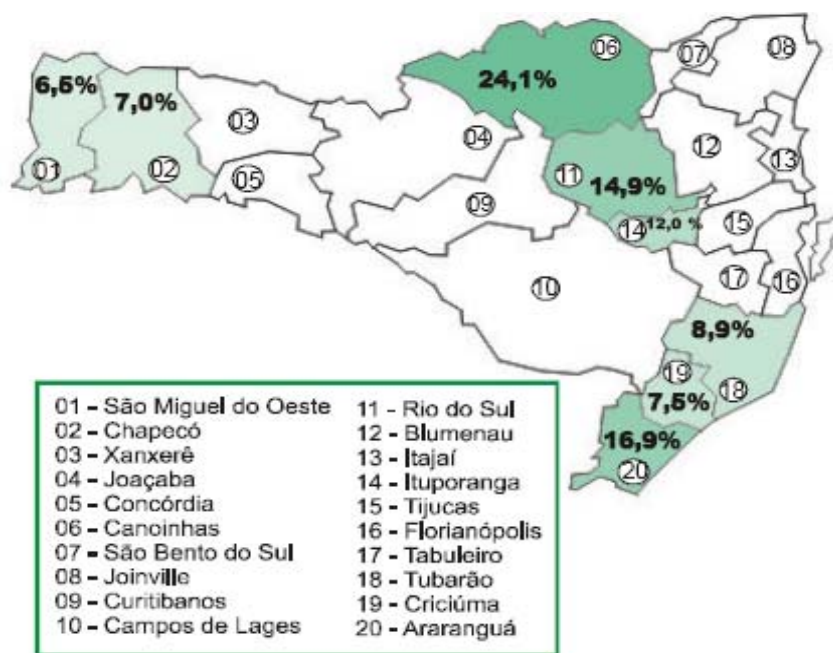 06
07
08
24,1%
6,5%
7,0%
03
04
12
13
01
02
05
11
14,9%
09
14
12,0 %
15
17
16
10
8,9%
19
18
7,5%
16,9%
20
01 - São Miguel do Oeste
02 - Chapecó
03 - Xanxerê
04 - Joaçaba
05 - Concórdia
06 - Canoinhas
07 - São Bento do Sul
08 - Joinville
09 - Curitibanos
10 - Campos de Lages
11 - Rio do Sul
12 - Blumenau
13 - Itajaí
14 - Ituporanga
15 - Tijucas
16 - Florianópolis
17 - Tabuleiro
18 - Tubarão
19 - Criciúma
20 - Araranguá